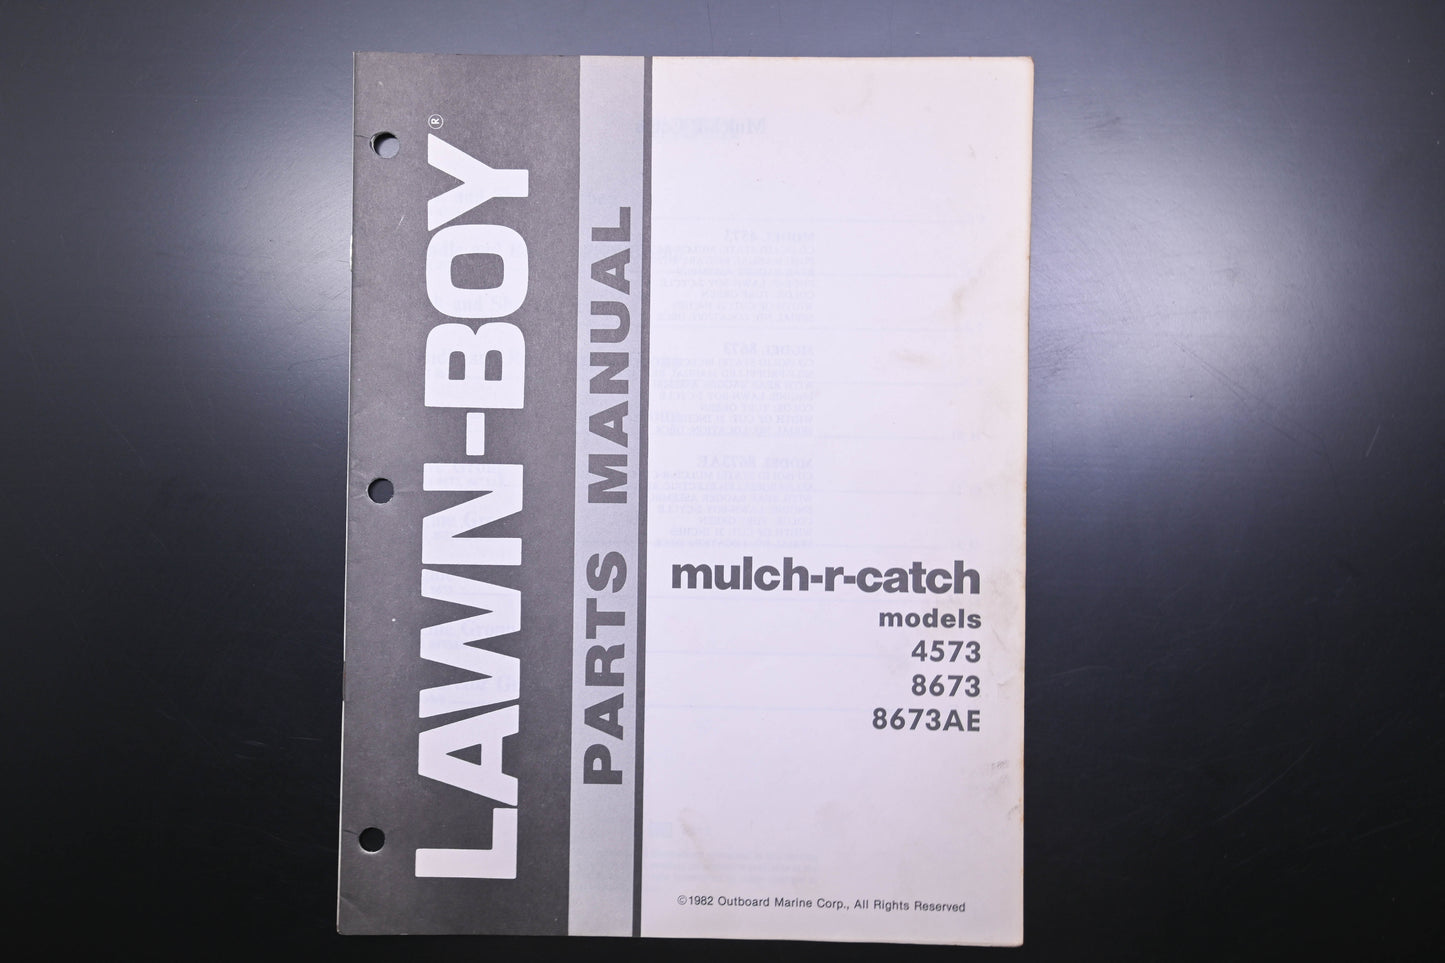 LAWN-BOY®
PARTS MANUAL
mulch-r-catch
models
4573
8673
8673AE
©1982 Outboard Marine Corp., All Rights Reserved